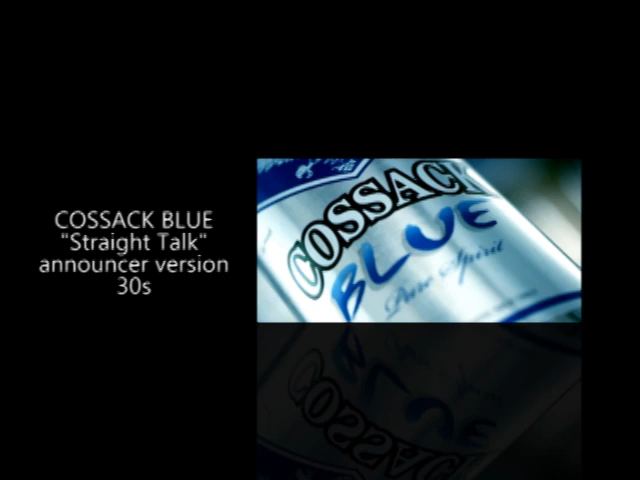 COSSACK BLUE
"Straight Talk"
announcer version
30s
COSSACK
BLUE
Pure Spirit